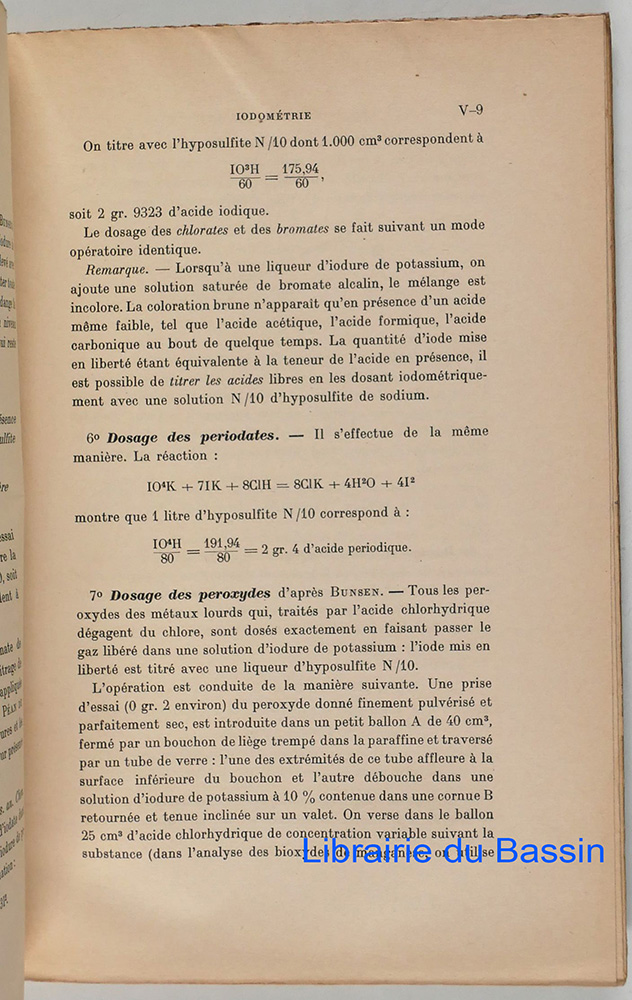 IODOMÉTRIE V-9
On titre avec l'hyposulfite N/10 dont 1.000 cm³ correspondent à
IO³H/60 = 175,94/60,
soit 2 gr. 9323 d'acide iodique.
Le dosage des chlorates et des bromates se fait suivant un mode
opératoire identique.
Remarque. — Lorsqu'à une liqueur d'iodure de potassium, on
ajoute une solution saturée de bromate alcalin, le mélange est
incolore. La coloration brune n'apparaît qu'en présence d'un acide
même faible, tel que l'acide acétique, l'acide formique, l'acide
carbonique au bout de quelque temps. La quantité d'iode mise
en liberté étant équivalente à la teneur de l'acide en présence, il
est possible de titrer les acides libres en les dosant iodométrique-
ment avec une solution N/10 d'hyposulfite de sodium.
6º Dosage des periodates. — Il s'effectue de la même
manière. La réaction :
IO⁴K + 7IK + 8ClH = 8ClK + 4H²O + 4I²
montre que 1 litre d'hyposulfite N/10 correspond à :
IO⁴H/80 = 191,94/80 = 2 gr. 4 d'acide periodique.
7º Dosage des peroxydes d'après BUNSEN. — Tous les per-
oxydes des métaux lourds qui, traités par l'acide chlorhydrique
dégagent du chlore, sont dosés exactement en faisant passer le
gaz libéré dans une solution d'iodure de potassium : l'iode mis en
liberté est titré avec une liqueur d'hyposulfite N/10.
L'opération est conduite de la manière suivante. Une prise
d'essai (0 gr. 2 environ) du peroxyde donné finement pulvérisé et
parfaitement sec, est introduite dans un petit ballon A de 40 cm³,
fermé par un bouchon de liège trempé dans la paraffine et traversé
par un tube de verre : l'une des extrémités de ce tube affleure à la
surface inférieure du bouchon et l'autre débouche dans une
solution d'iodure de potassium à 10 % contenue dans une cornue B
retournée et tenue inclinée sur un valet. On verse dans le ballon
25 cm³ d'acide chlorhydrique de concentration variable suivant la
substance (dans l'analyse des bioxydes de manganèse, on utilise
Librairie du Bassin